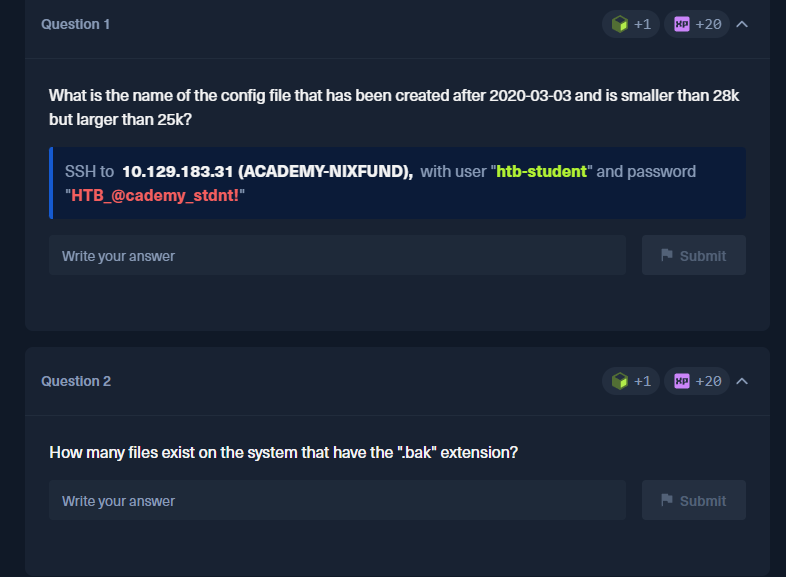 Question 1
+1
XP +20
What is the name of the config file that has been created after 2020-03-03 and is smaller than 28k
but larger than 25k?
SSH to 10.129.183.31 (ACADEMY-NIXFUND), with user "htb-student" and password
"HTB_@cademy_stdnt!"
Write your answer
Submit
Question 2
+1
XP +20
How many files exist on the system that have the ".bak" extension?
Write your answer
Submit